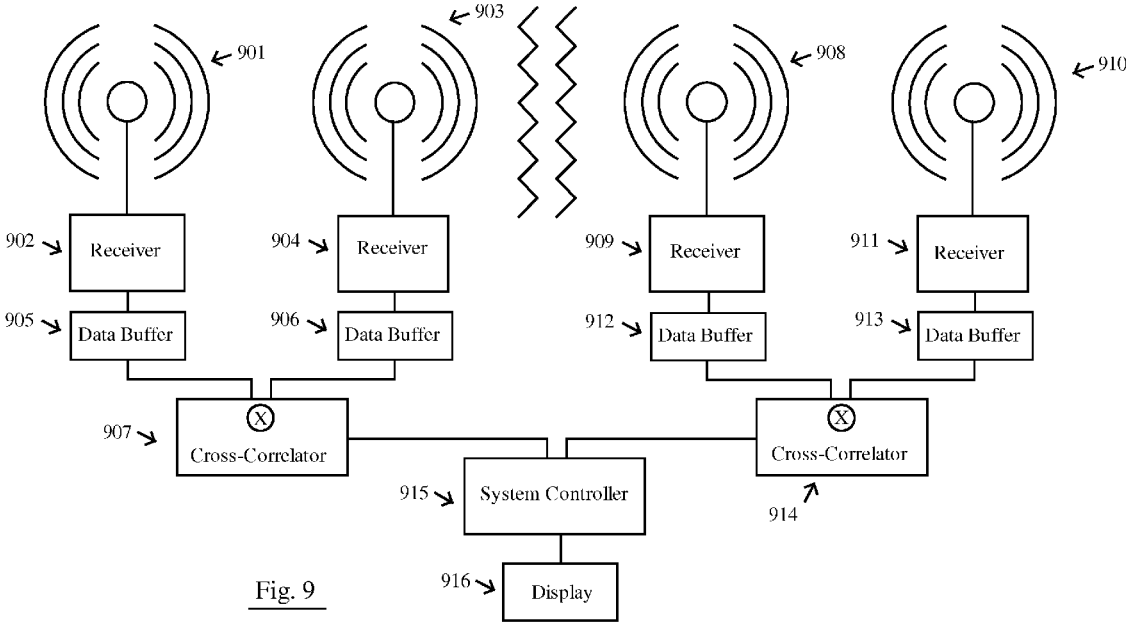 903
901
908
910
902
Receiver
904
Receiver
909
Receiver
911
Receiver
905
Data Buffer
906
Data Buffer
912
Data Buffer
913
Data Buffer
X
X
907
Cross-Correlator
Cross-Correlator
915
System Controller
914
916
Display
Fig. 9